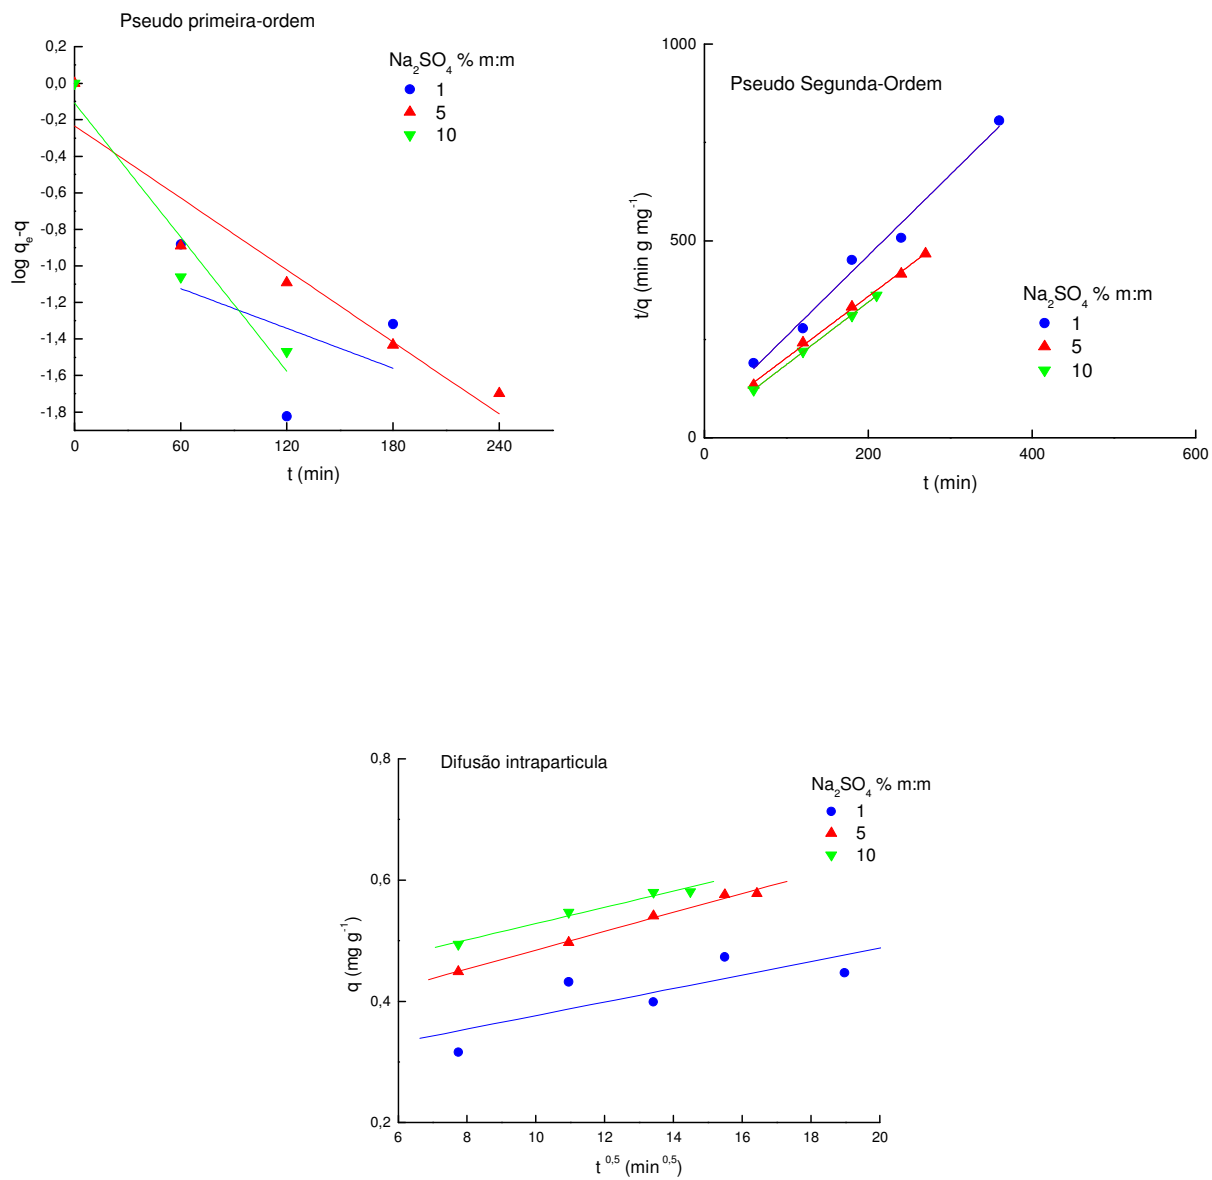 Pseudo primeira-ordem
Na2SO4 % m:m
1
5
10
0,2
0,0
-0,2
-0,4
-0,6
-0,8
-1,0
-1,2
-1,4
-1,6
-1,8
log qe-q
0 60 120 180 240
t (min)
Pseudo Segunda-Ordem
1000
500
0
t/q (min g mg-1)
Na2SO4 % m:m
1
5
10
0 200 400 600
t (min)
Difusão intraparticula
Na2SO4 % m:m
1
5
10
0,8
0,6
0,4
0,2
q (mg g-1)
6 8 10 12 14 16 18 20
t 0,5 (min0,5)